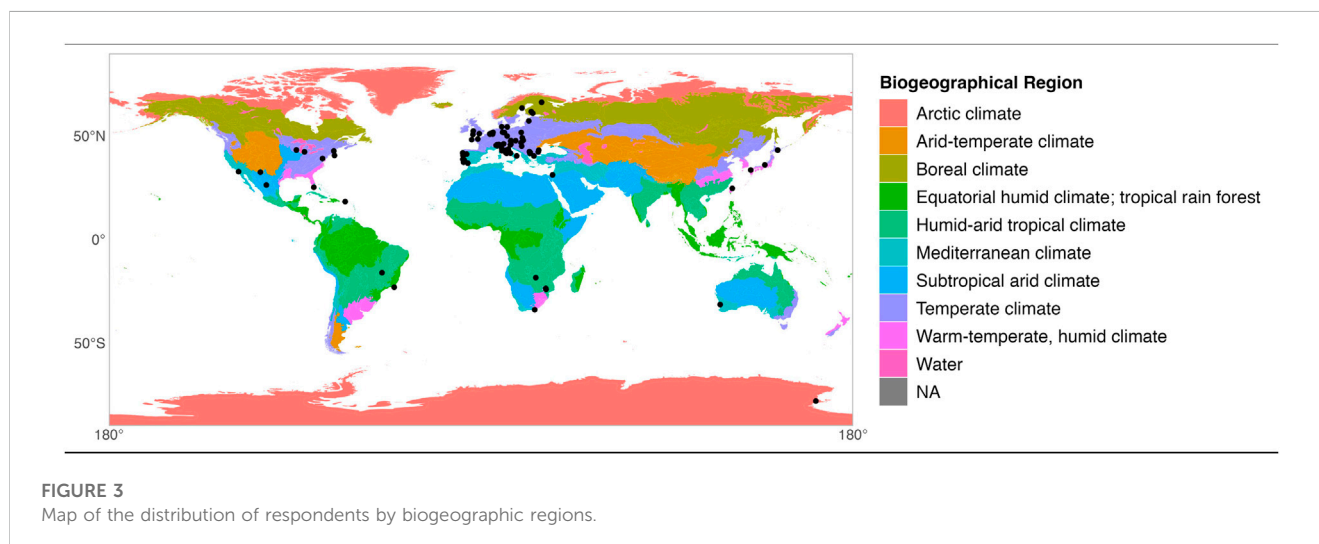 50°N
0°
50°S
180°
180°
Biogeographical Region
Arctic climate
Arid-temperate climate
Boreal climate
Equatorial humid climate; tropical rain forest
Humid-arid tropical climate
Mediterranean climate
Subtropical arid climate
Temperate climate
Warm-temperate, humid climate
Water
NA
FIGURE 3
Map of the distribution of respondents by biogeographic regions.